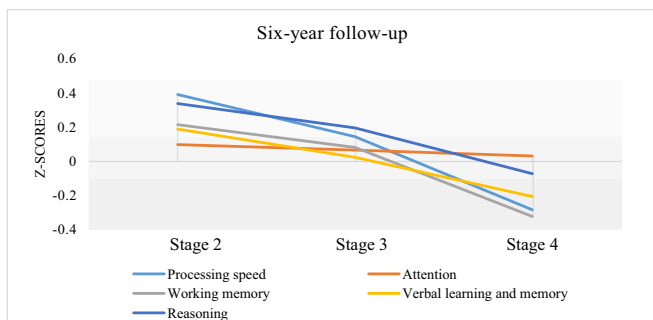 Six-year follow-up
0.6
0.4
0.2
0
-0.2
-0.4
Z-SCORES
Stage 2 Stage 3 Stage 4
Processing speed Attention
Working memory Verbal learning and memory
Reasoning